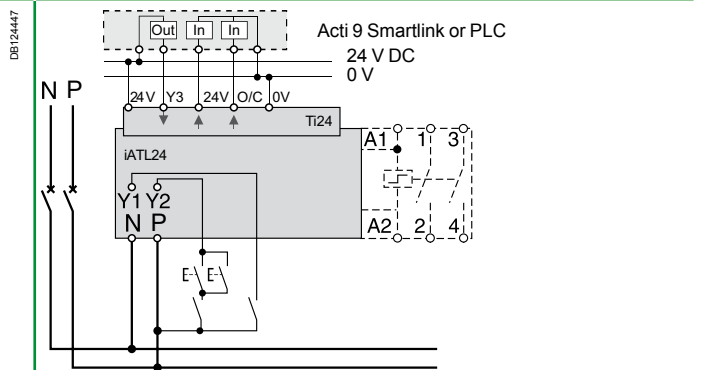 DB124447
Out In In
Acti 9 Smartlink or PLC
24 V DC
0 V
N P
24 V Y3 24V O/C 0V
Ti24
iATL24
A1 1 3
Y1 Y2
N P
A2 2 4
E E